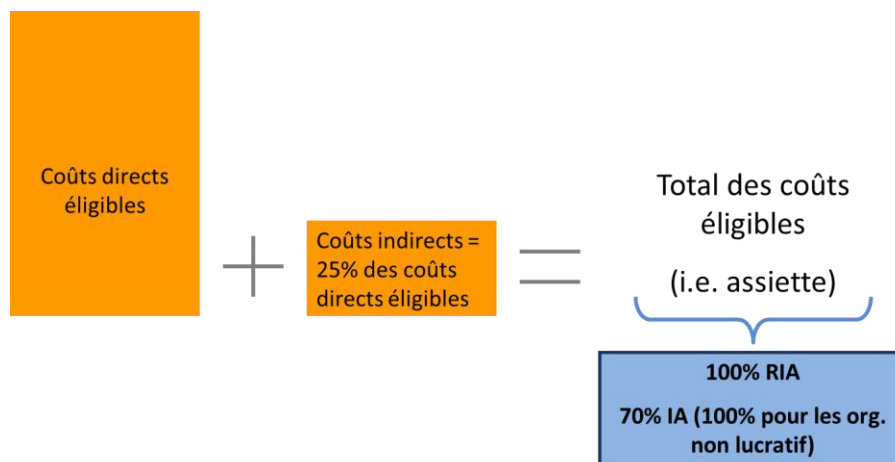 Coûts directs
éligibles
Coûts indirects =
25% des coûts
directs éligibles
Total des coûts
éligibles
(i.e. assiette)
100% RIA
70% IA (100% pour les org.
non lucratif)